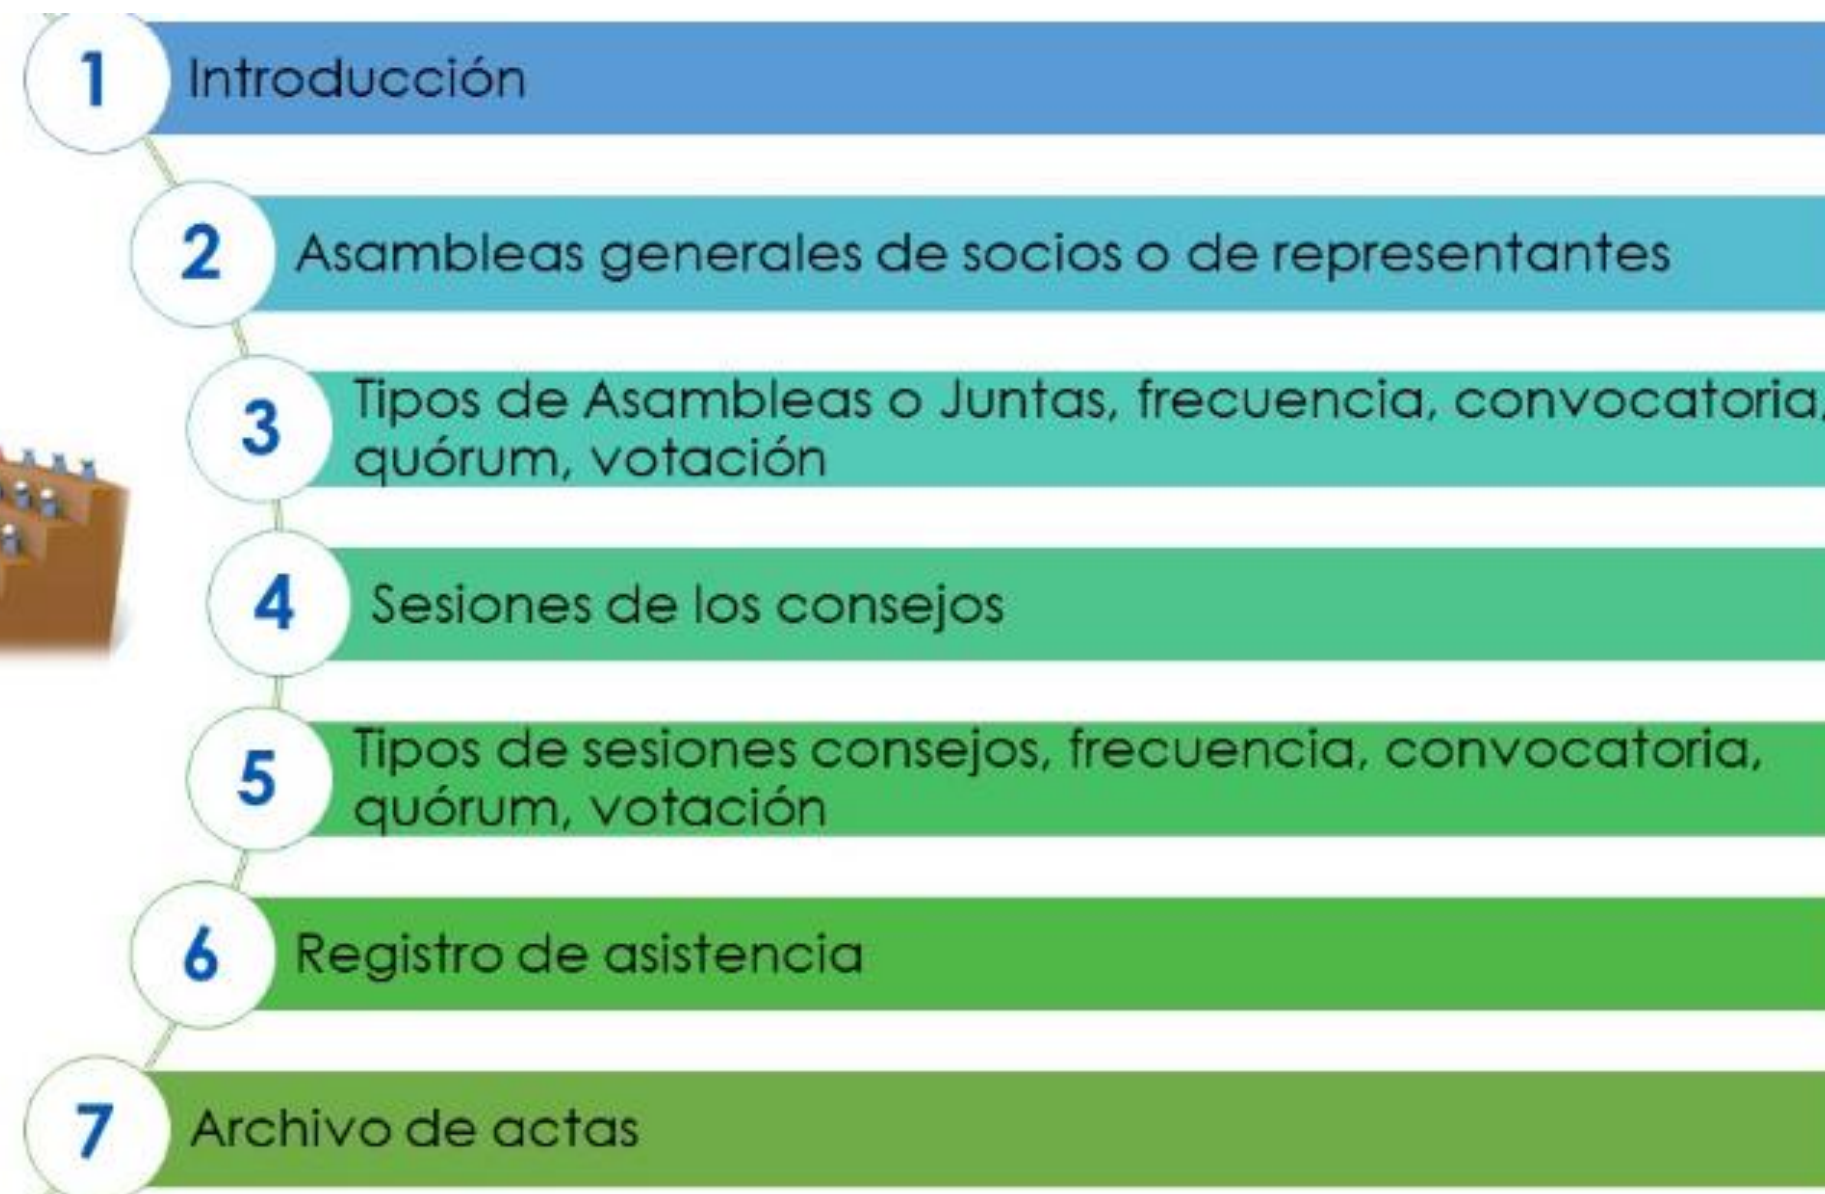 1 Introducción
2 Asambleas generales de socios o de representantes
3 Tipos de Asambleas o Juntas, frecuencia, convocatoria,
quórum, votación
4 Sesiones de los consejos
5 Tipos de sesiones consejos, frecuencia, convocatoria,
quórum, votación
6 Registro de asistencia
7 Archivo de actas